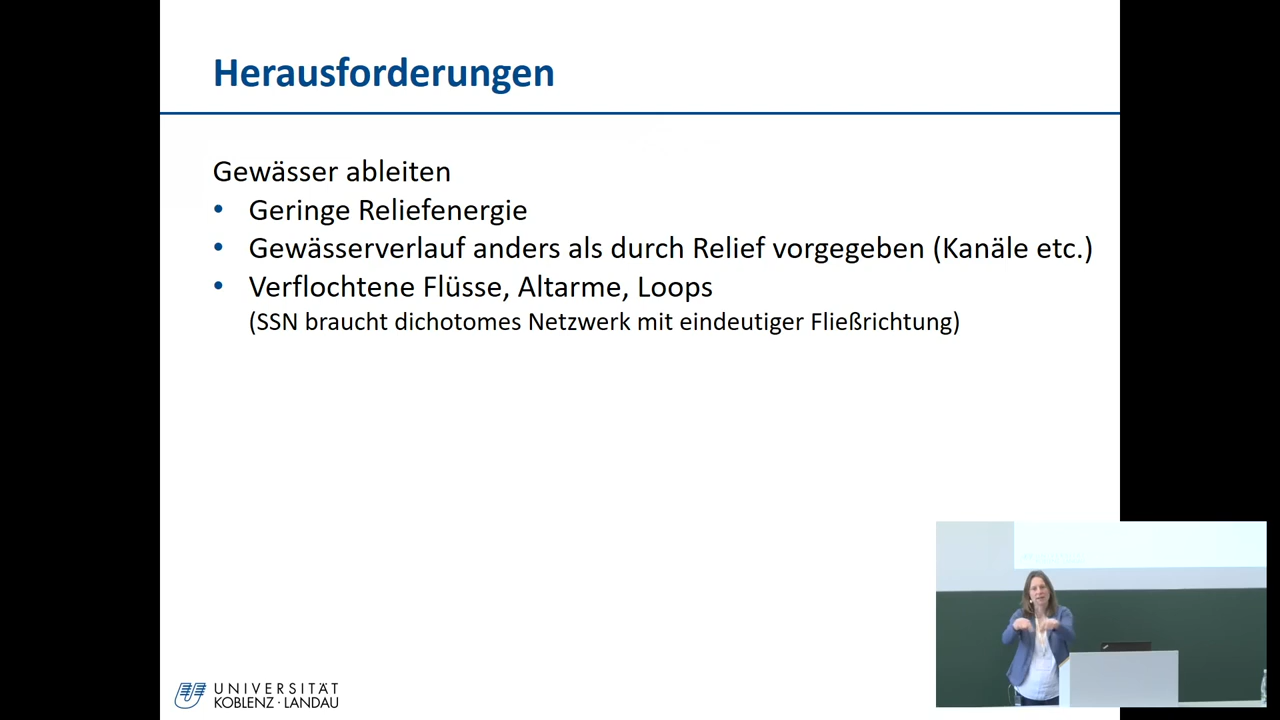 Herausforderungen
Gewässer ableiten
• Geringe Reliefenergie
• Gewässerverlauf anders als durch Relief vorgegeben (Kanäle etc.)
• Verflochtene Flüsse, Altarme, Loops
(SSN braucht dichotomes Netzwerk mit eindeutiger Fließrichtung)
UNIVERSITÄT
KOBLENZ · LANDAU